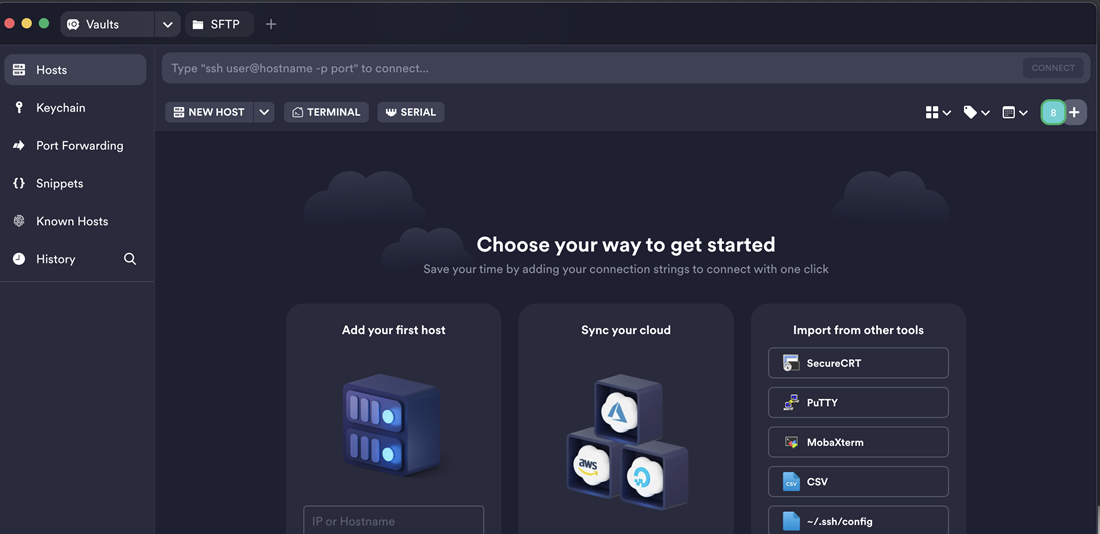 Vaults
SFTP
Hosts
Keychain
Port Forwarding
Snippets
Known Hosts
History
Type "ssh user@hostname -p port" to connect...
CONNECT
NEW HOST
TERMINAL
SERIAL
8
Choose your way to get started
Save your time by adding your connection strings to connect with one click
Add your first host
IP or Hostname
Sync your cloud
aws
Import from other tools
SecureCRT
PuTTY
MobaXterm
CSV
CSV
~/.ssh/config